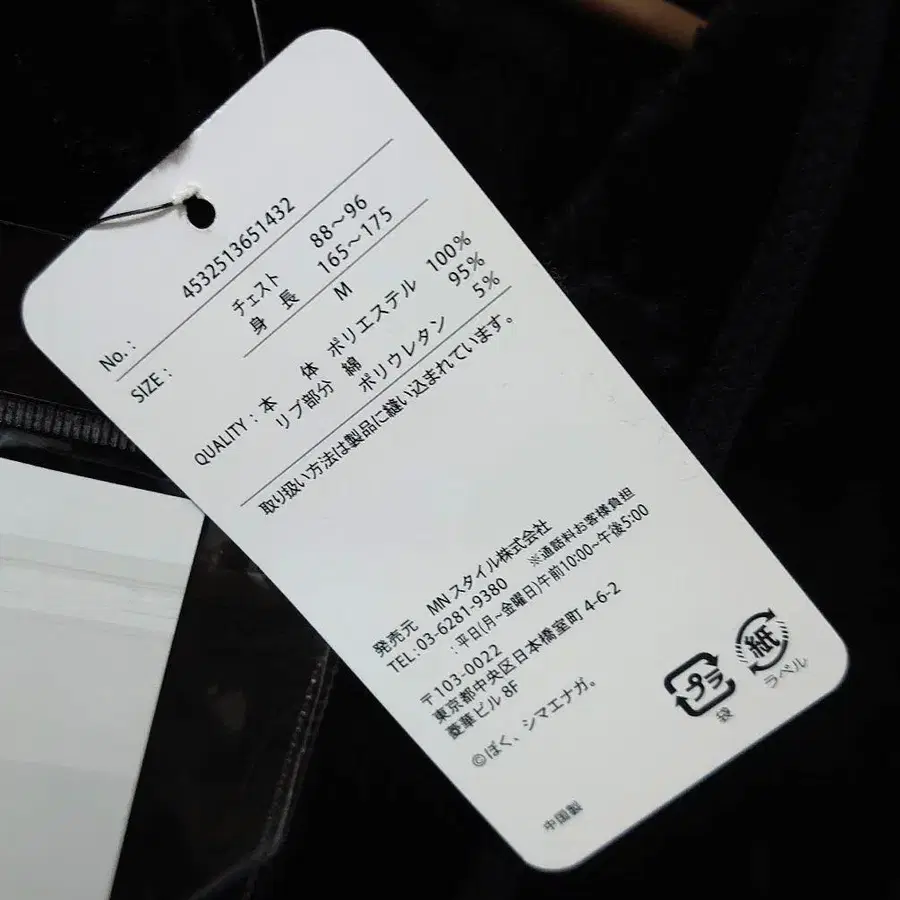 No.: 4532513651432
SIZE: チェスト 88〜96
身長 165〜175
M
QUALITY: 本体 ポリエステル 100%
リブ部分 綿 95%
ポリウレタン 5%
取り扱い方法は製品に縫い込まれています。
発売元 MNスタイル株式会社
TEL:03-6281-9380 ※通話料お客様負担
:平日(月〜金曜日)午前10:00〜午後5:00
〒103-0022
東京都中央区日本橋室町 4-6-2
菱華ビル 8F
©ぼく、シマエナガ。
プラ
袋
紙
ラベル
中国製